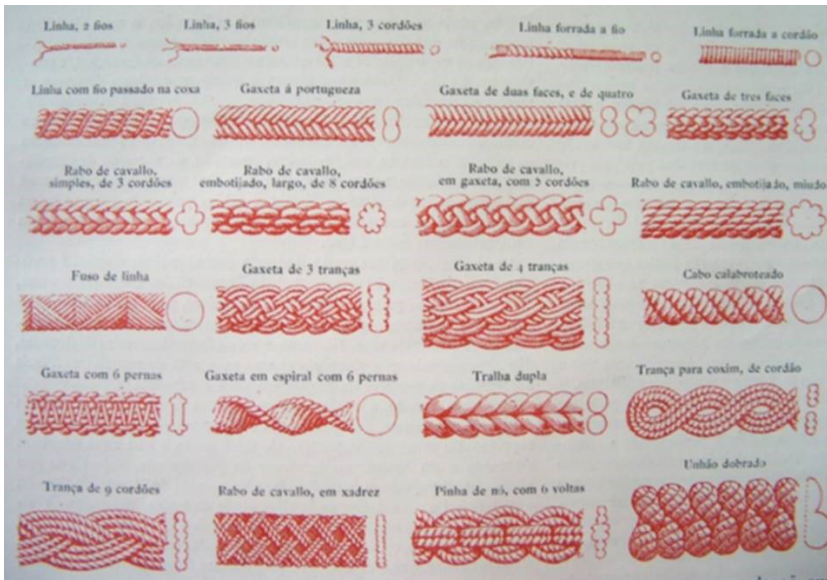 Linha, 2 fios
Linha, 3 fios
Linha, 3 cordões
Linha forrada a fio
Linha forrada a cordão
Linha com fio passado na coxa
Gaxeta á portugueza
Gaxeta de duas faces, e de quatro
Gaxeta de tres faces
Rabo de cavallo,
simples, de 3 cordões
Rabo de cavallo,
embotijado, largo, de 8 cordões
Rabo de cavallo,
em gaxeta, com 5 cordões
Rabo de cavallo, embotijado, miudo
Fuso de linha
Gaxeta de 3 tranças
Gaxeta de 4 tranças
Cabo calabroteado
Gaxeta com 6 pernas
Gaxeta em espiral com 6 pernas
Tralha dupla
Trança para coxim, de cordão
Trança de 9 cordões
Rabo de cavallo, em xadrez
Pinha de nó, com 6 voltas
Unhão dobrado